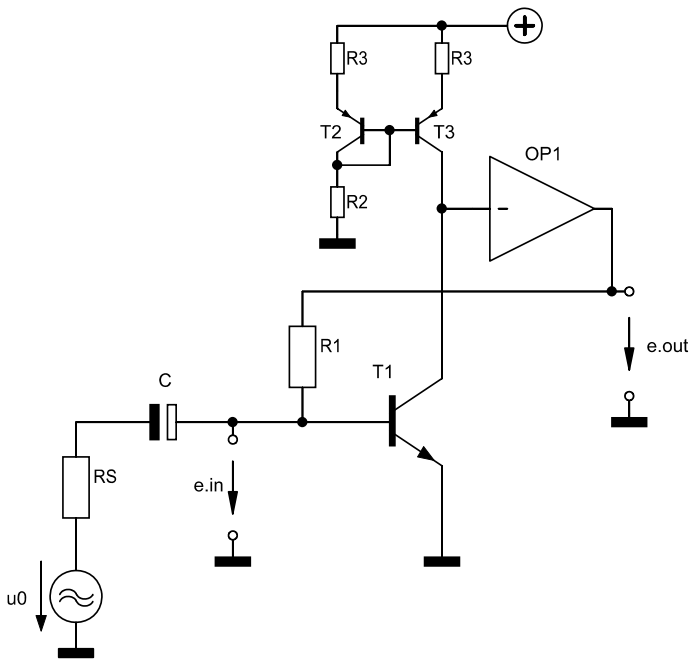 +
R3 R3
T2 T3
OP1
R2
-
R1
e.out
T1
C
RS
e.in
u0